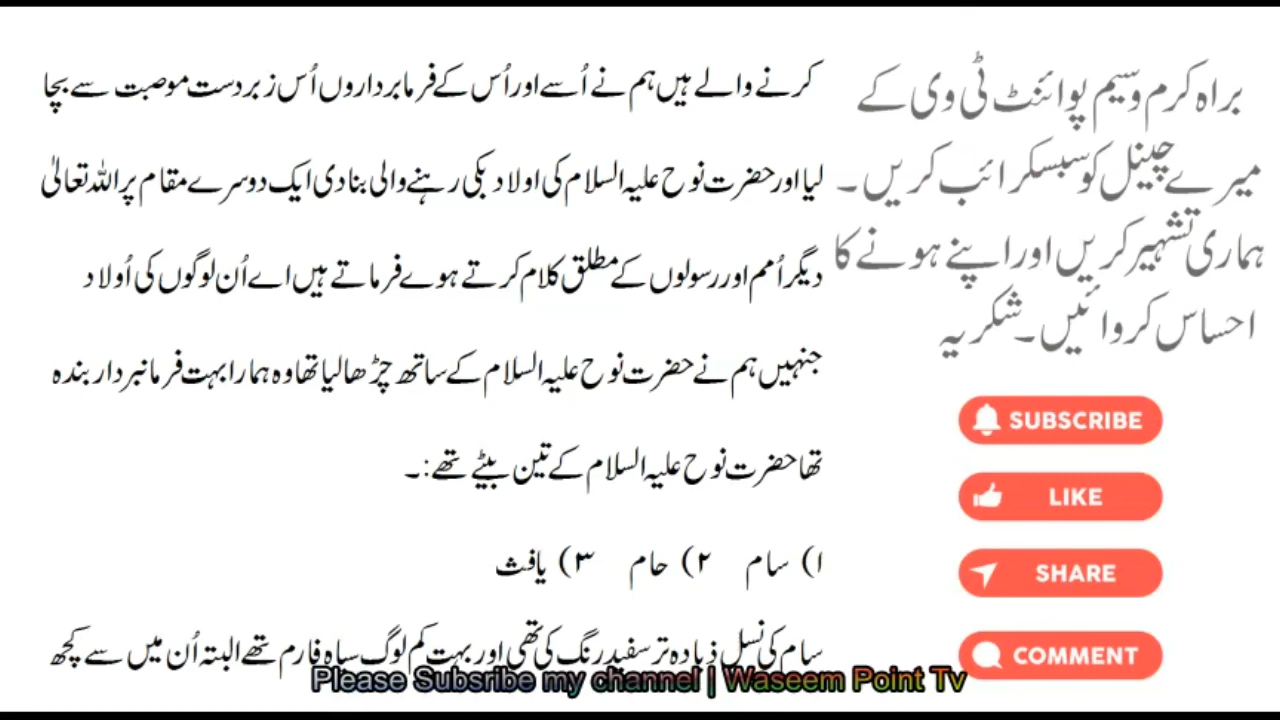 کرنے والے ہیں ہم نے اُسے اور اُس کے فرمابرداروں اُس زبردست موصبت سے بچا
لیا اور حضرت نوح علیہ السلام کی اولاد بکی رہنے والی بنا دی ایک دوسرے مقام پر اللہ تعالیٰ
دیگر اُمم اور رسولوں کے مطلق کلام کرتے ہوے فرماتے ہیں اے اُن لوگوں کی اُولاد
جنہیں ہم نے حضرت نوح علیہ السلام کے ساتھ چڑھا لیا تھا وہ ہمارا بہت فرمانبردار بندہ
تھا حضرت نوح علیہ السلام کے تین بیٹے تھے:۔
۱) سام ۲) حام ۳) یافث
سام کی نسل ذیادہ تر سفید رنگ کی تھی اور بہت کم لوگ ساہ فارم تھے البتہ اُن میں سے کچھ
براہ کرم وسیم پوائنٹ ٹی وی کے
میرے چینل کو سبسکرائب کریں۔
ہماری تشہیر کریں اور اپنے ہونے کا
احساس کروائیں۔ شکریہ
SUBSCRIBE
LIKE
SHARE
COMMENT
Please Subsribe my channel | Waseem Point Tv